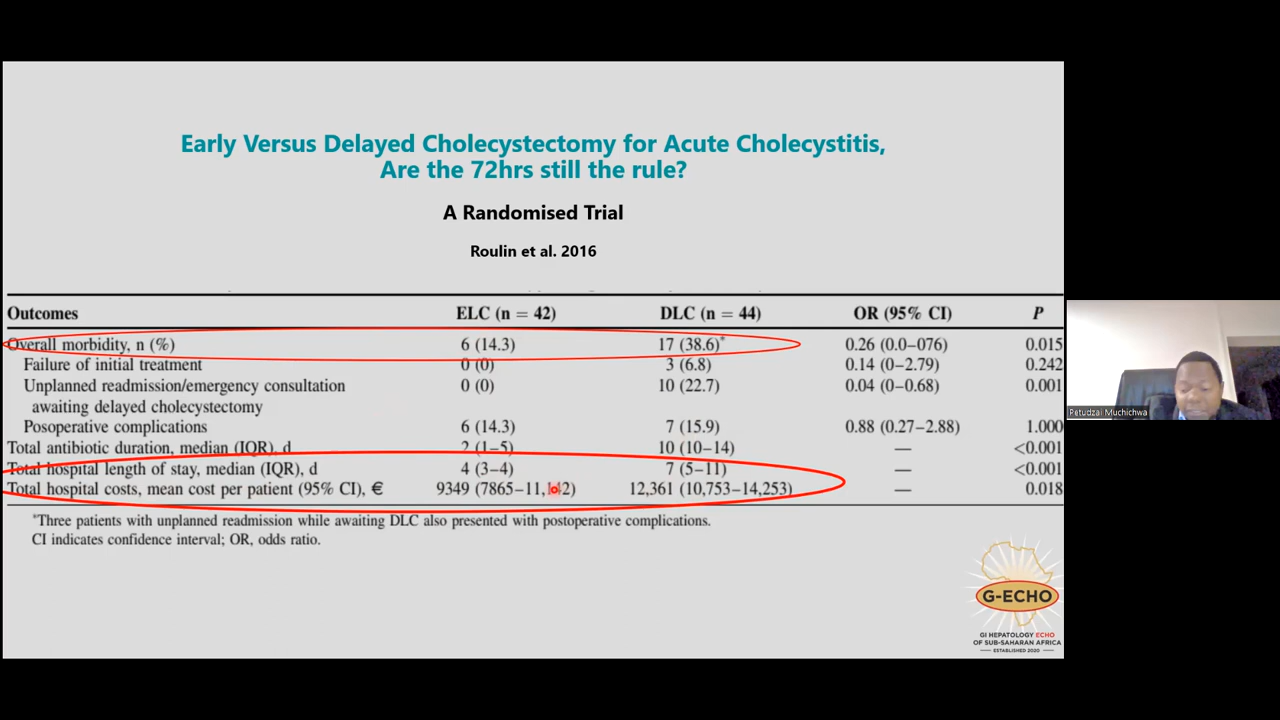 Early Versus Delayed Cholecystectomy for Acute Cholecystitis,
Are the 72hrs still the rule?
A Randomised Trial
Roulin et al. 2016
Outcomes ELC (n = 42) DLC (n = 44) OR (95% CI) P
Overall morbidity, n (%) 6 (14.3) 17 (38.6)* 0.26 (0.0–076) 0.015
Failure of initial treatment 0 (0) 3 (6.8) 0.14 (0–2.79) 0.242
Unplanned readmission/emergency consultation 0 (0) 10 (22.7) 0.04 (0–0.68) 0.001
awaiting delayed cholecystectomy
Posoperative complications 6 (14.3) 7 (15.9) 0.88 (0.27–2.88) 1.000
Total antibiotic duration, median (IQR), d 2 (1–5) 10 (10–14) — <0.001
Total hospital length of stay, median (IQR), d 4 (3–4) 7 (5–11) — <0.001
Total hospital costs, mean cost per patient (95% CI), € 9349 12,361 (10,753–14,253) — 0.018
*Three patients with unplanned readmission while awaiting DLC also presented with postoperative complications.
CI indicates confidence interval; OR, odds ratio.
Petudzai Muchichwa
G-ECHO
GI HEPATOLOGY ECHO
OF SUB-SAHARAN AFRICA
— ESTABLISHED 2020 —